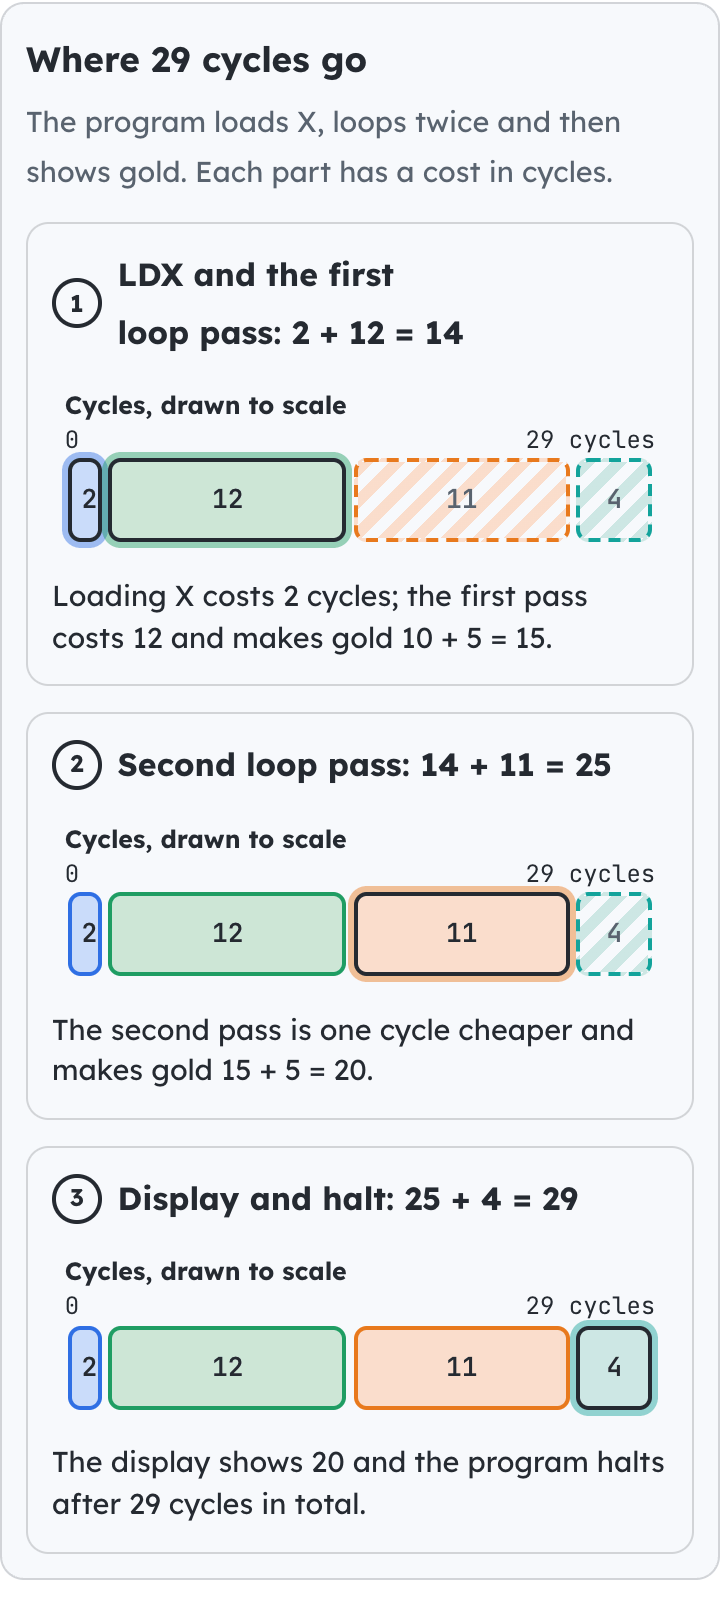 Where 29 cycles go
The program loads X, loops twice and then
shows gold. Each part has a cost in cycles.
1
LDX and the first
loop pass: 2 + 12 = 14
Cycles, drawn to scale
0 29 cycles
2 12 11 4
Loading X costs 2 cycles; the first pass
costs 12 and makes gold 10 + 5 = 15.
2 Second loop pass: 14 + 11 = 25
Cycles, drawn to scale
0 29 cycles
2 12 11 4
The second pass is one cycle cheaper and
makes gold 15 + 5 = 20.
3 Display and halt: 25 + 4 = 29
Cycles, drawn to scale
0 29 cycles
2 12 11 4
The display shows 20 and the program halts
after 29 cycles in total.